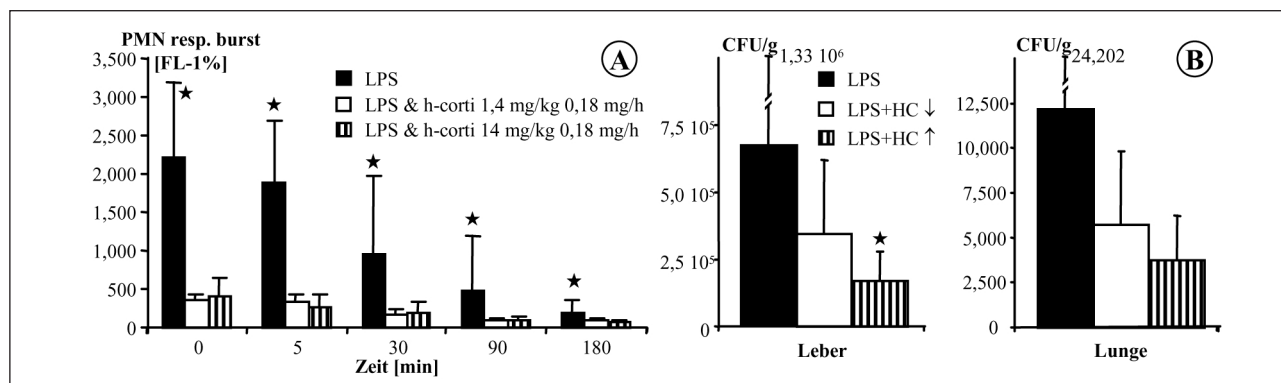 PMN resp. burst
[FL-1%]
3,500
3,000
2,500
2,000
1,500
1,000
500
0
A
LPS
LPS & h-corti 1,4 mg/kg 0,18 mg/h
LPS & h-corti 14 mg/kg 0,18 mg/h
0 5 30 90 180
Zeit [min]
CFU/g
1,33 10⁶
7,5 10⁵
5,0 10⁵
2,5 10⁵
0
LPS
LPS+HC ↓
LPS+HC ↑
Leber
CFU/g
24,202
B
12,500
10,000
7,500
5,000
2,500
0
Lunge